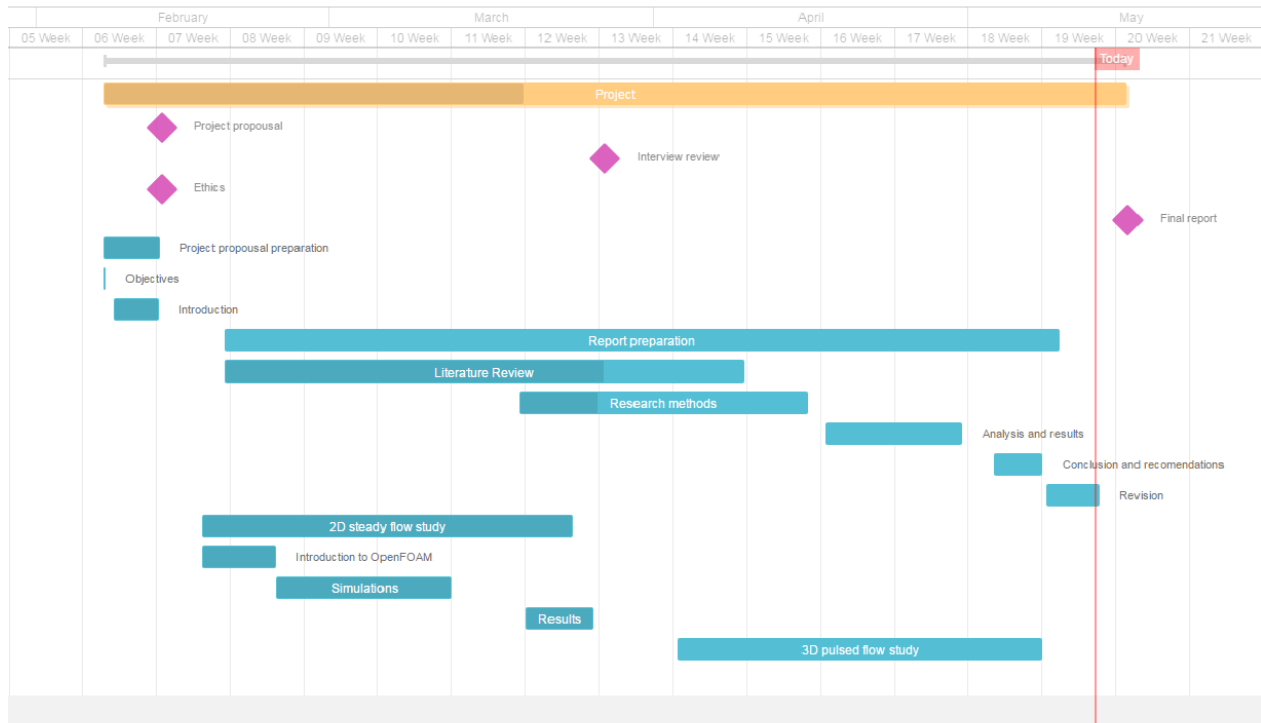 February March April May
05 Week 06 Week 07 Week 08 Week 09 Week 10 Week 11 Week 12 Week 13 Week 14 Week 15 Week 16 Week 17 Week 18 Week 19 Week 20 Week 21 Week
Today
Project
Project propousal
Interview review
Ethics
Final report
Project propousal preparation
Objectives
Introduction
Report preparation
Literature Review
Research methods
Analysis and results
Conclusion and recomendations
Revision
2D steady flow study
Introduction to OpenFOAM
Simulations
Results
3D pulsed flow study